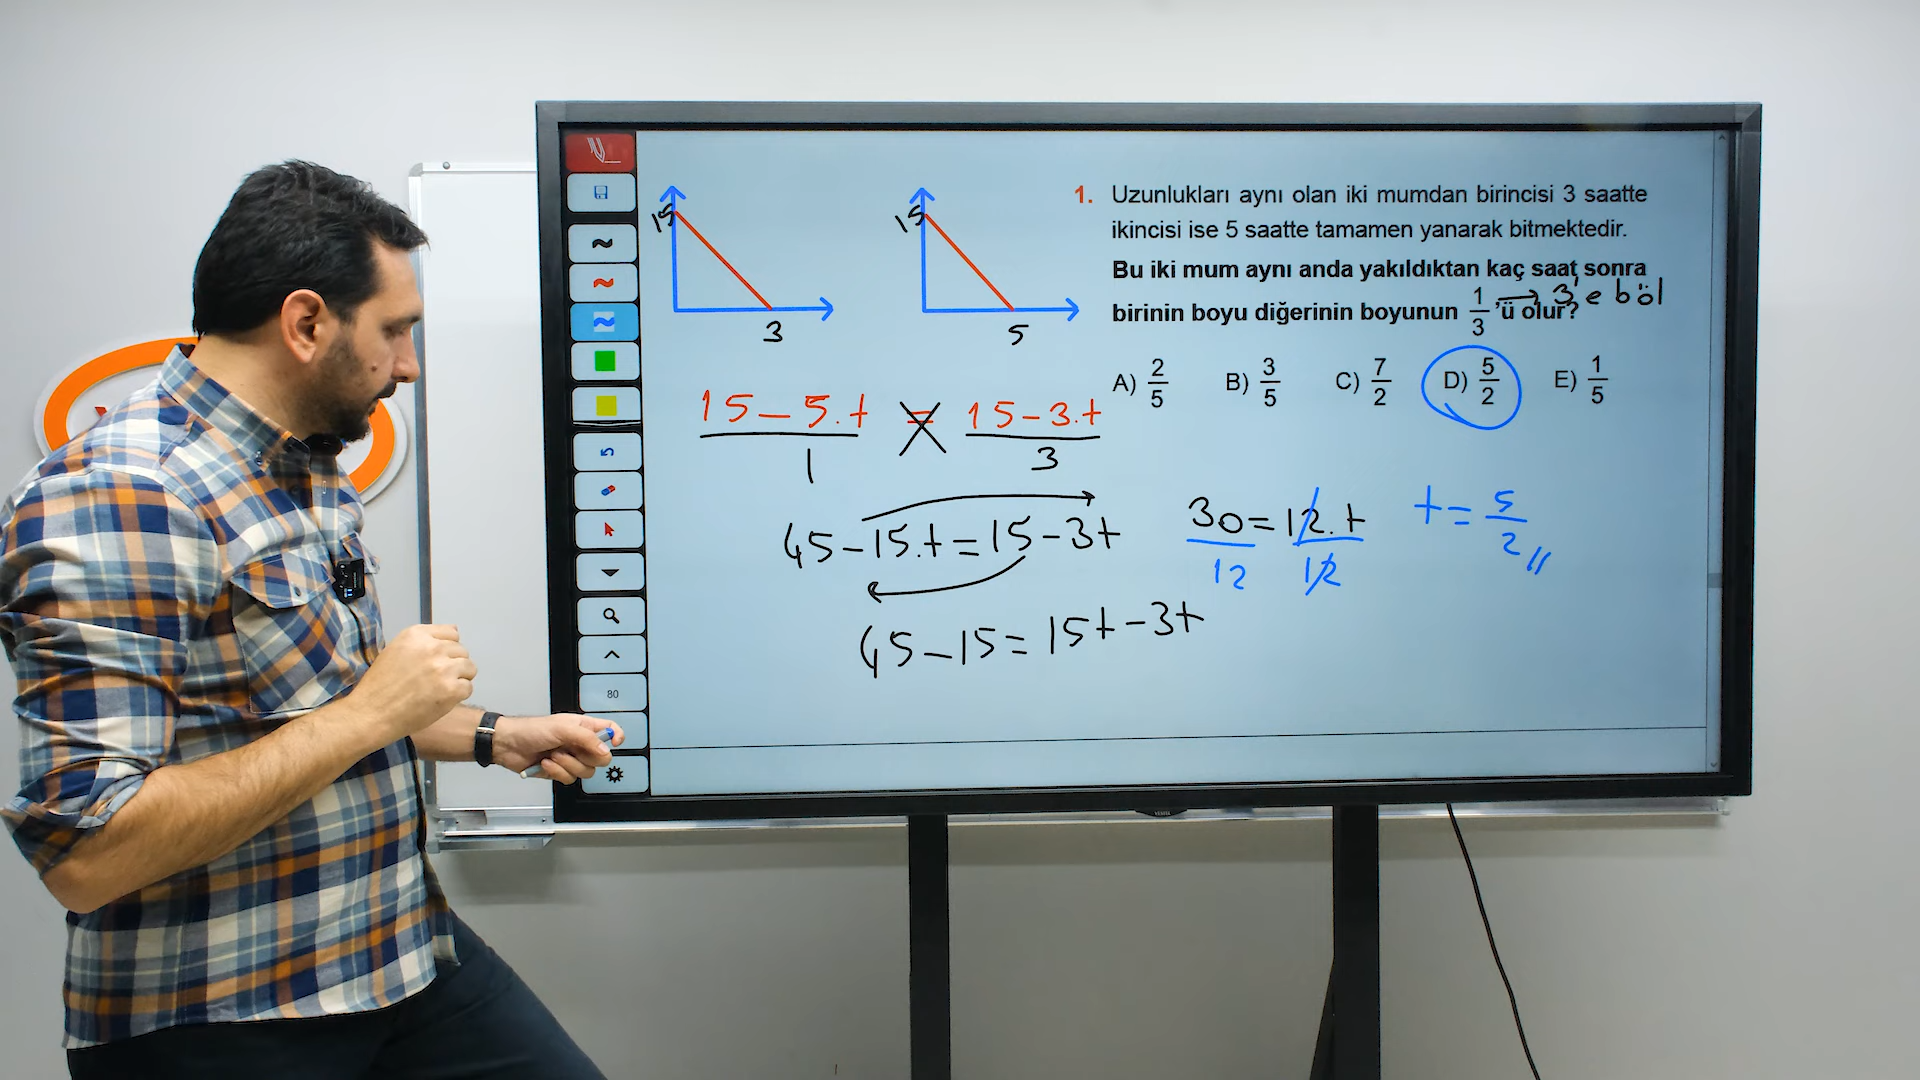 15
3
15
5
1. Uzunlukları aynı olan iki mumdan birincisi 3 saatte
ikincisi ise 5 saatte tamamen yanarak bitmektedir.
Bu iki mum aynı anda yakıldıktan kaç saat sonra
birinin boyu diğerinin boyunun 1/3 'ü olur?
→ 3'e böl
A) 2/5 B) 3/5 C) 7/2 D) 5/2 E) 1/5
15-5.t = 15-3.t
1 3
45-15.t=15-3t
45-15=15t-3t
30=12.t
12 12
t=5/2
80